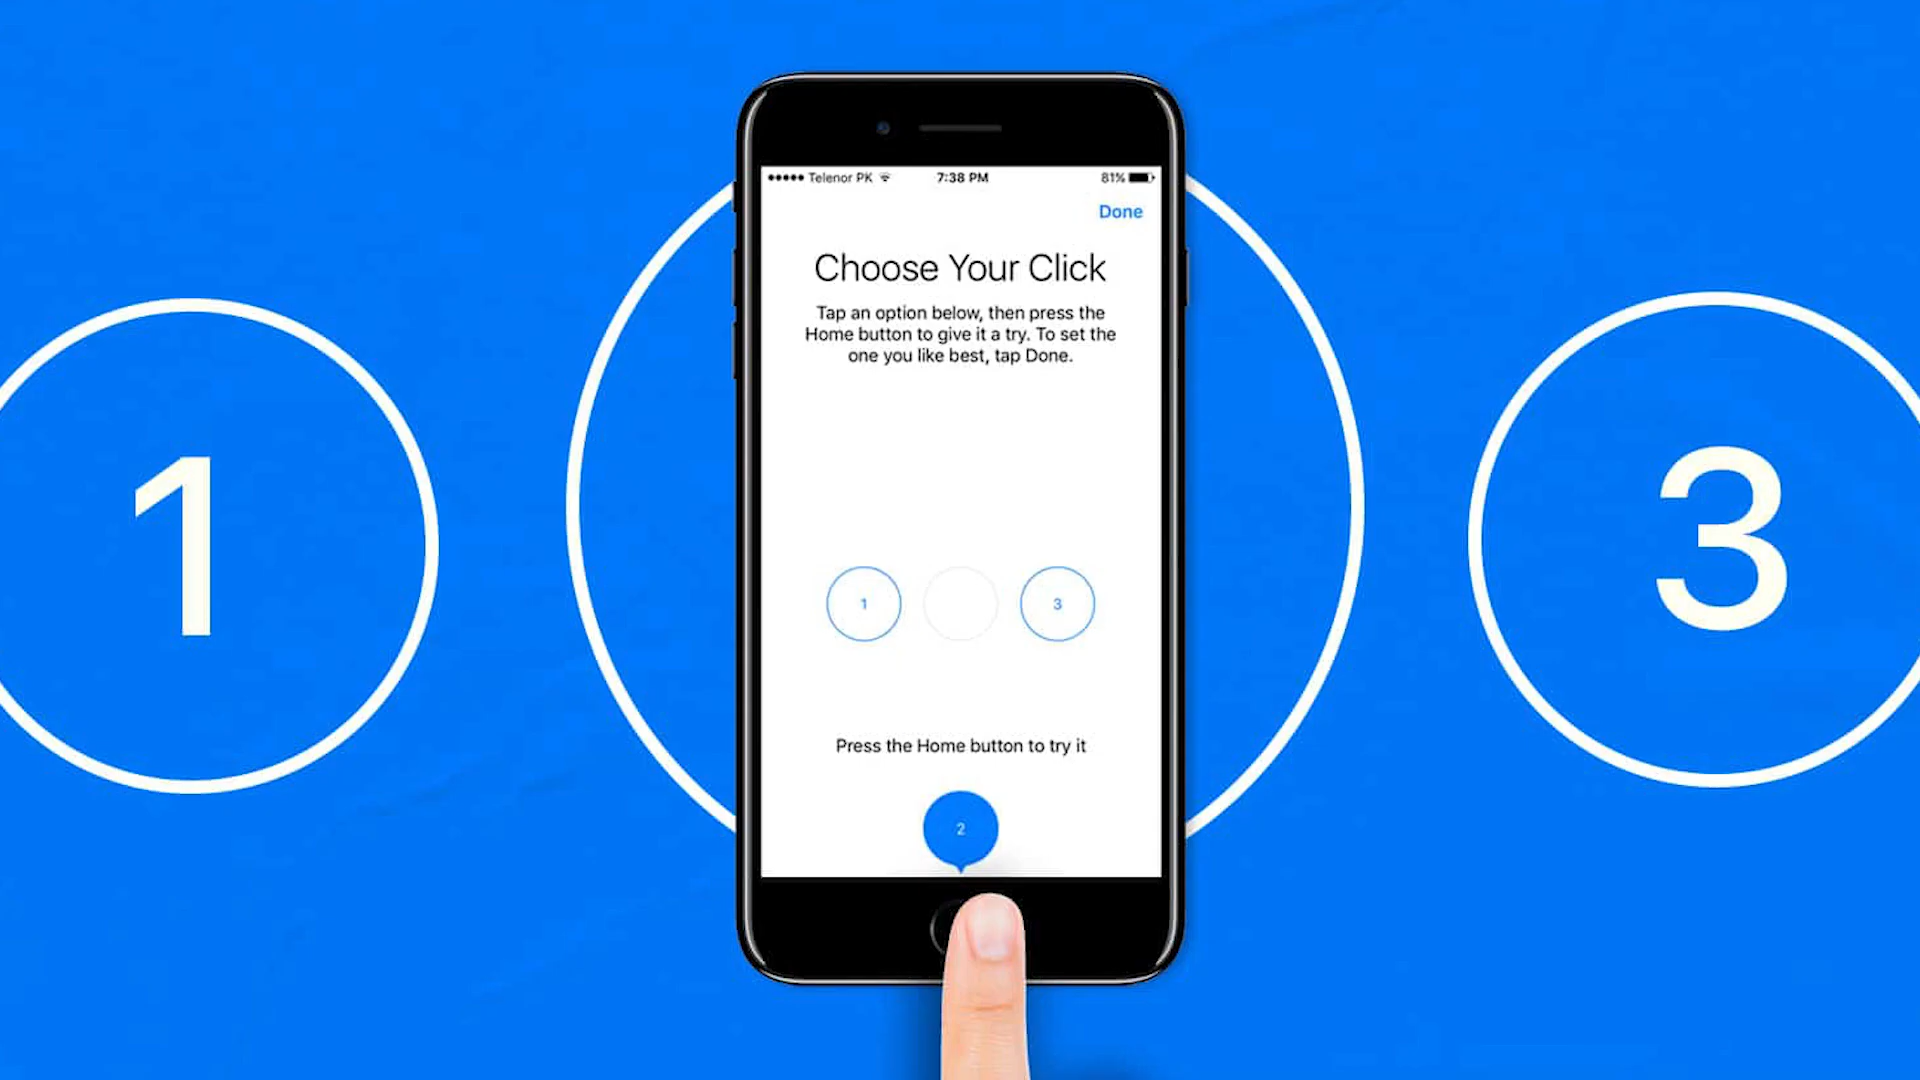 Telenor PK 7:38 PM 81%
Done
Choose Your Click
Tap an option below, then press the
Home button to give it a try. To set the
one you like best, tap Done.
1
1 3
3
Press the Home button to try it
2